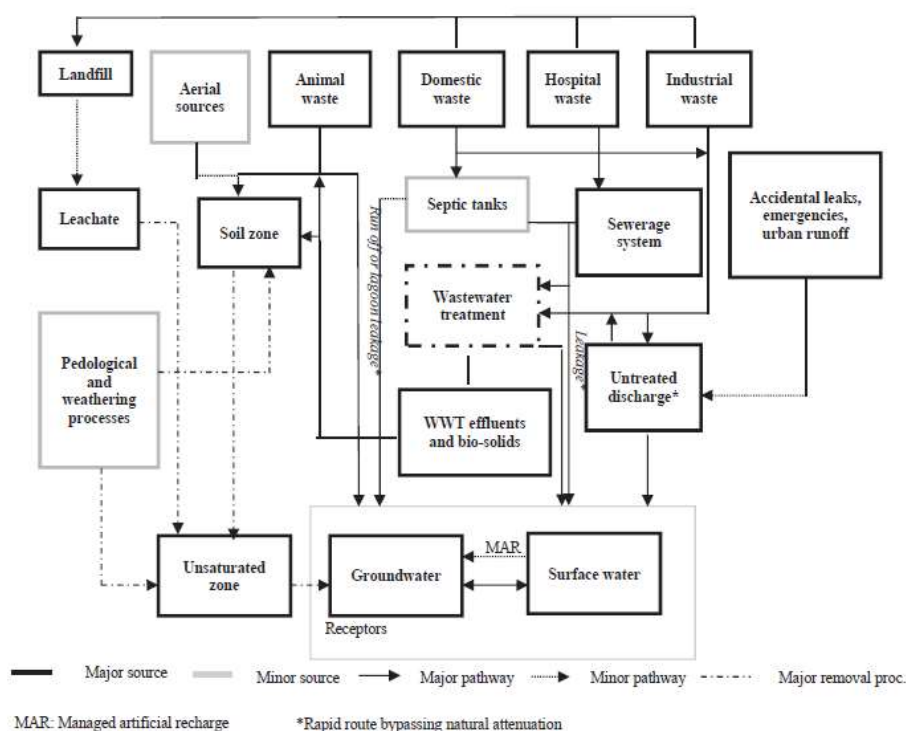 Landfill
Aerial
sources
Animal
waste
Domestic
waste
Hospital
waste
Industrial
waste
Accidental leaks,
emergencies,
urban runoff
Leachate
Soil zone
Septic tanks
Sewerage
system
Run off or lagoon leakage*
Wastewater
treatment
Leakage*
Pedological
and
weathering
processes
Untreated
discharge*
WWT effluents
and bio-solids
Unsaturated
zone
Groundwater
MAR
Surface water
Receptors
Major source
Minor source
Major pathway
Minor pathway
Major removal proc.
MAR: Managed artificial recharge
*Rapid route bypassing natural attenuation